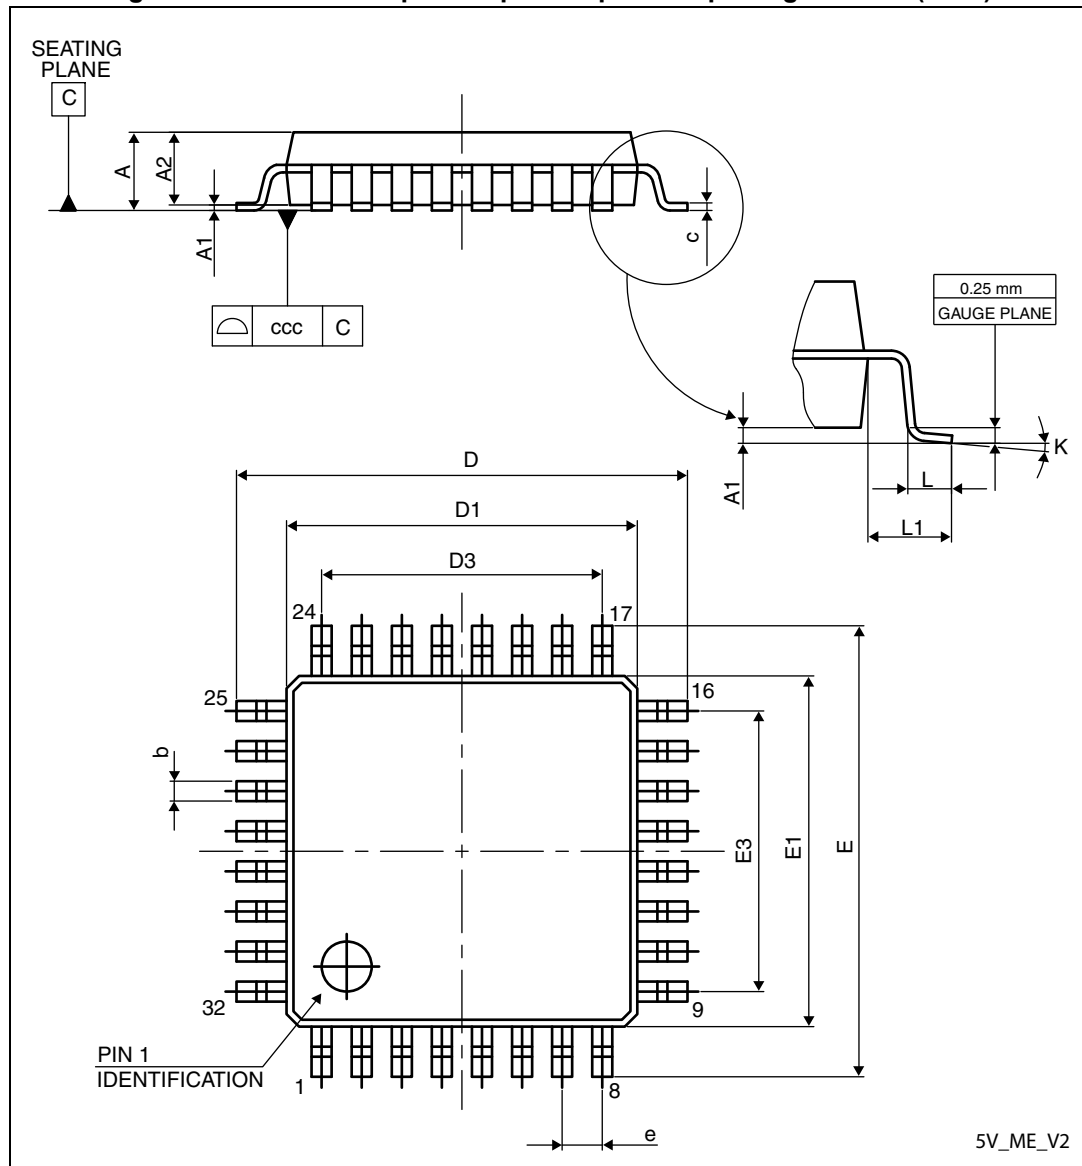 SEATING
PLANE
C
A
A2
A1
c
ccc
C
0.25 mm
GAUGE PLANE
K
A1
L
L1
D
D1
D3
24
17
25
16
b
E3
E1
E
32
9
PIN 1
IDENTIFICATION
1
8
e
5V_ME_V2